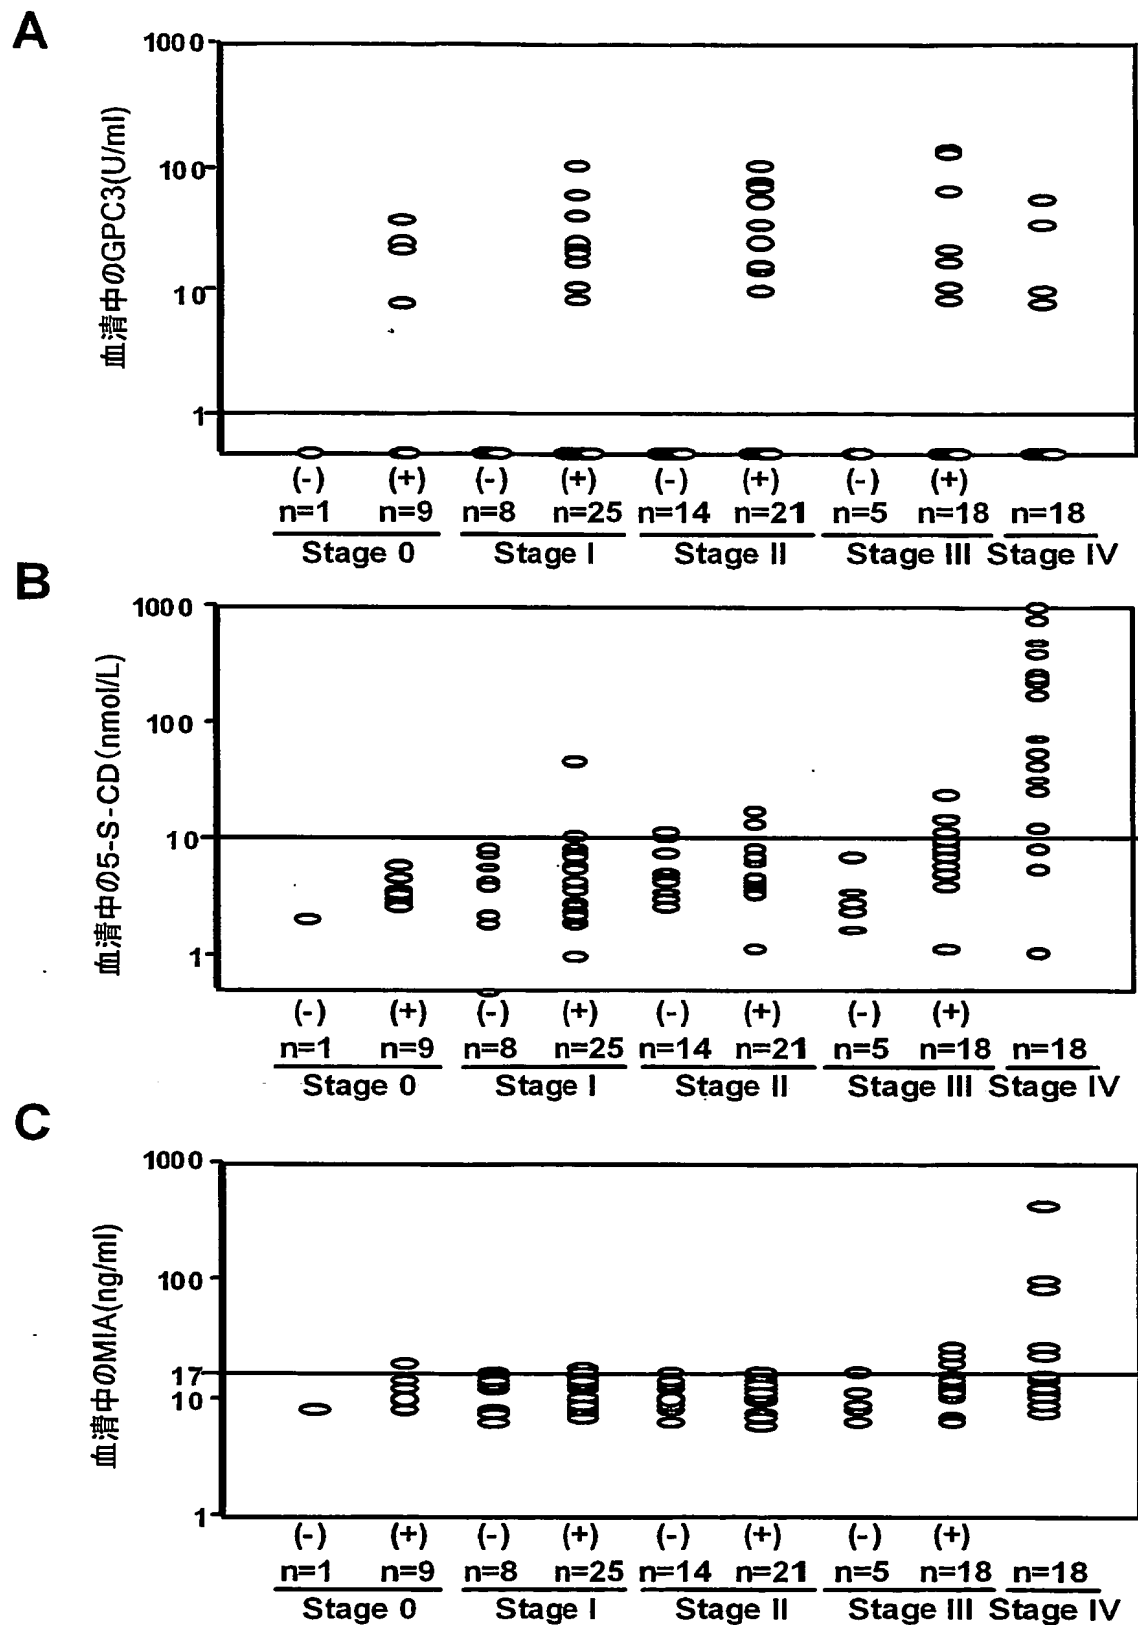 A
1000
100
10
1
血清中のGPC3(U/ml)
(-) (+) (-) (+) (-) (+) (-) (+)
n=1 n=9 n=8 n=25 n=14 n=21 n=5 n=18 n=18
Stage 0 Stage I Stage II Stage III Stage IV
B
1000
100
10
1
血清中の5-S-CD(nmol/L)
(-) (+) (-) (+) (-) (+) (-) (+)
n=1 n=9 n=8 n=25 n=14 n=21 n=5 n=18 n=18
Stage 0 Stage I Stage II Stage III Stage IV
C
1000
100
17
10
1
血清中のMIA(ng/ml)
(-) (+) (-) (+) (-) (+) (-) (+)
n=1 n=9 n=8 n=25 n=14 n=21 n=5 n=18 n=18
Stage 0 Stage I Stage II Stage III Stage IV